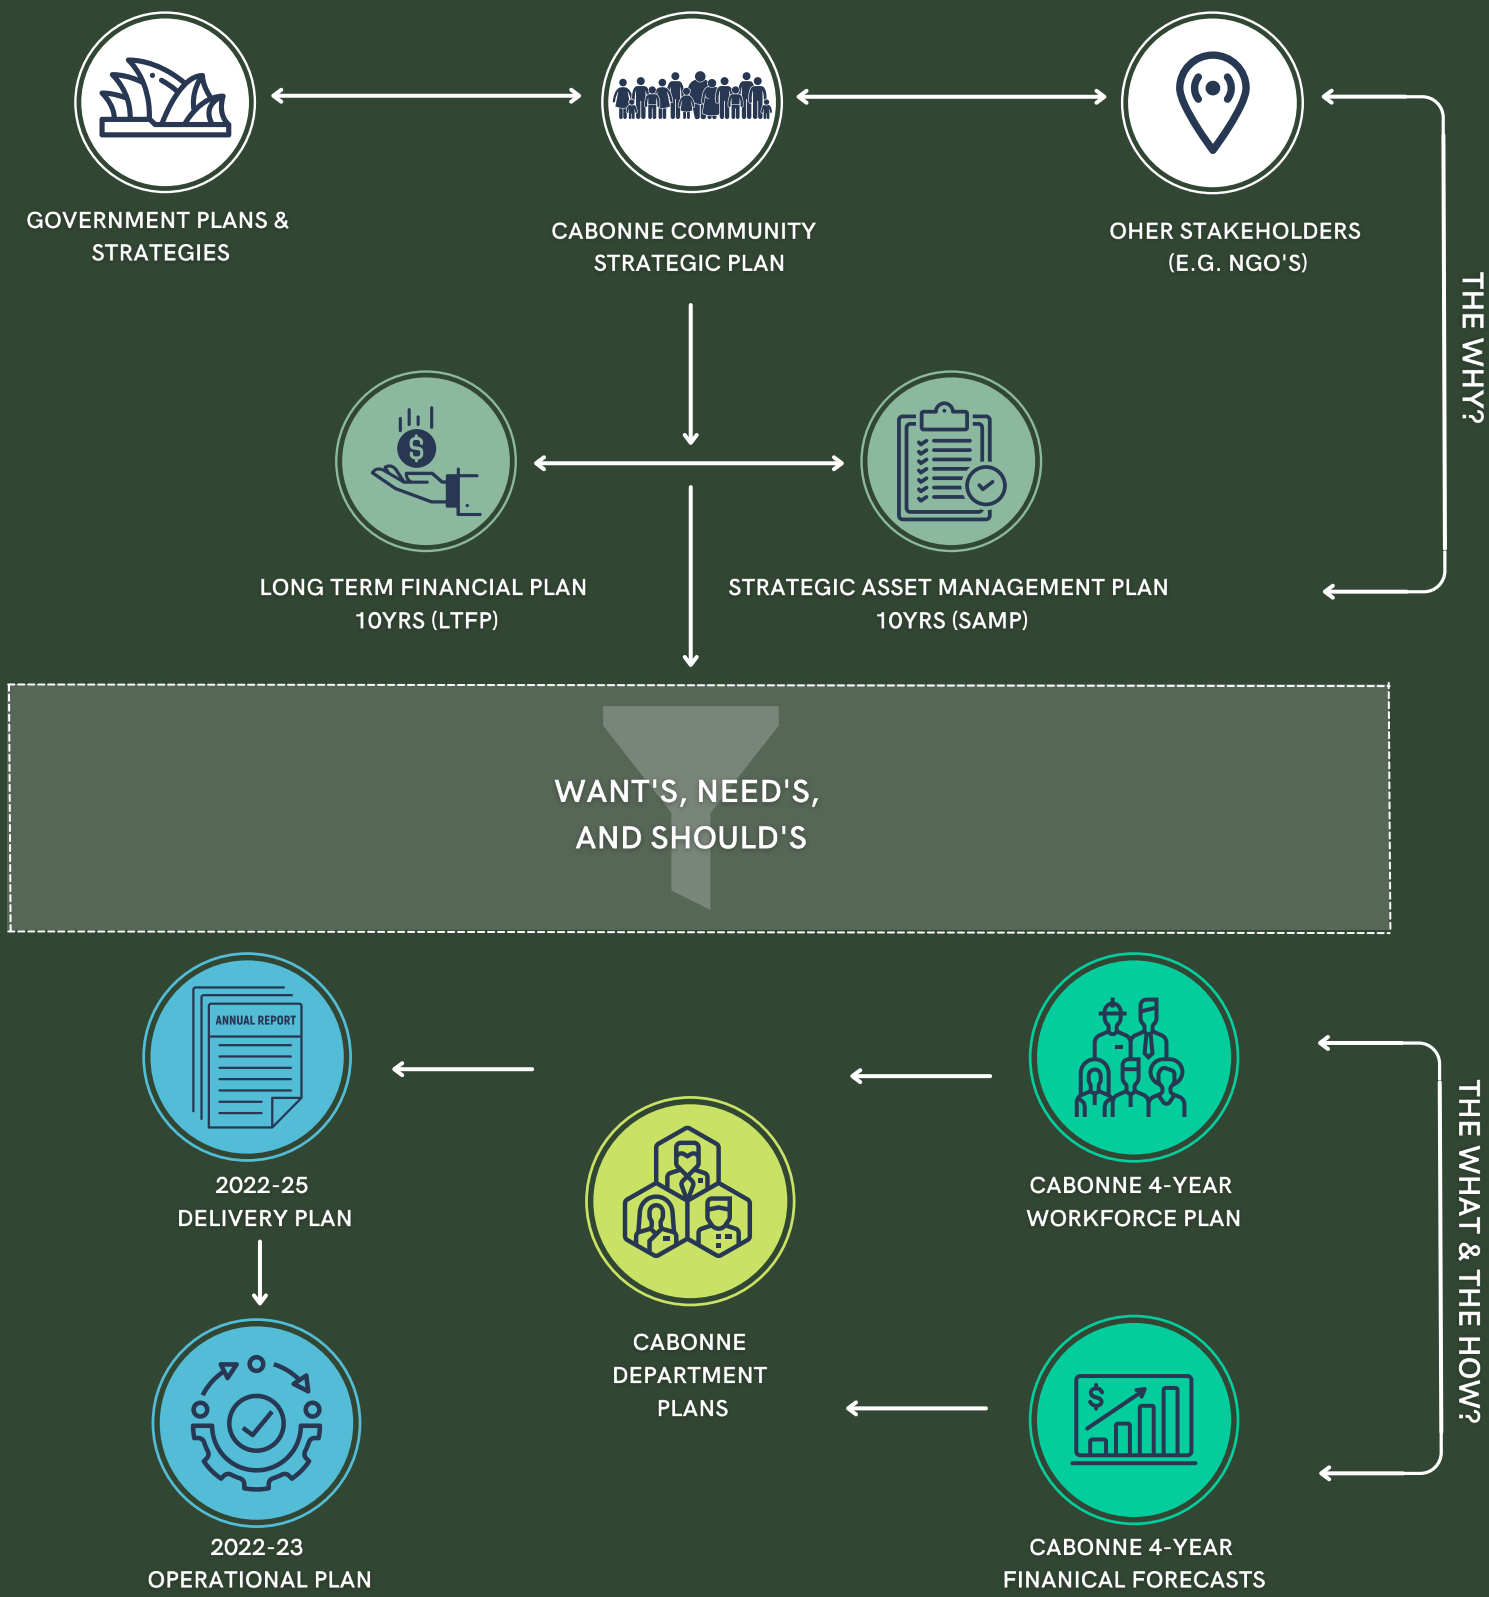 GOVERNMENT PLANS &
STRATEGIES
CABONNE COMMUNITY
STRATEGIC PLAN
OHER STAKEHOLDERS
(E.G. NGO'S)
THE WHY?
$
LONG TERM FINANCIAL PLAN
10YRS (LTFP)
STRATEGIC ASSET MANAGEMENT PLAN
10YRS (SAMP)
WANT'S, NEED'S,
AND SHOULD'S
ANNUAL REPORT
2022-25
DELIVERY PLAN
CABONNE
DEPARTMENT
PLANS
CABONNE 4-YEAR
WORKFORCE PLAN
THE WHAT & THE HOW?
2022-23
OPERATIONAL PLAN
$
CABONNE 4-YEAR
FINANICAL FORECASTS